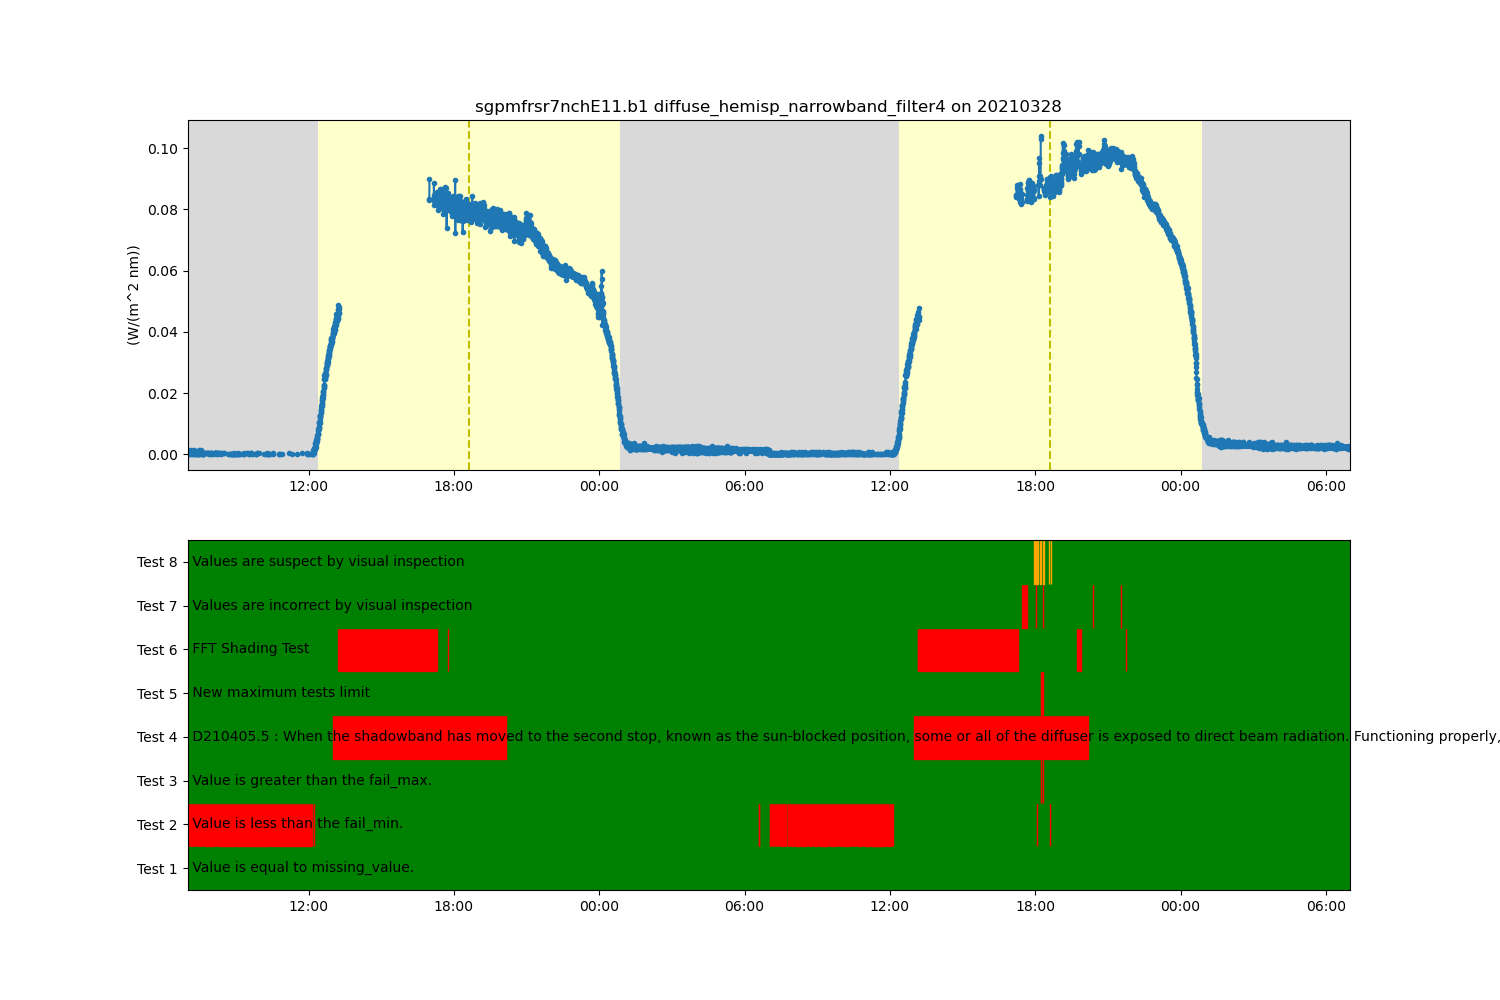 sgpmfrsr7nchE11.b1 diffuse_hemisp_narrowband_filter4 on 20210328
(W/(m^2 nm))
0.10
0.08
0.06
0.04
0.02
0.00
12:00 18:00 00:00 06:00 12:00 18:00 00:00 06:00
Test 8 Values are suspect by visual inspection
Test 7 Values are incorrect by visual inspection
Test 6 FFT Shading Test
Test 5 New maximum tests limit
Test 4 D210405.5 : When the shadowband has moved to the second stop, known as the sun-blocked position, some or all of the diffuser is exposed to direct beam radiation. Functioning properly,
Test 3 Value is greater than the fail_max.
Test 2 Value is less than the fail_min.
Test 1 Value is equal to missing_value.
12:00 18:00 00:00 06:00 12:00 18:00 00:00 06:00